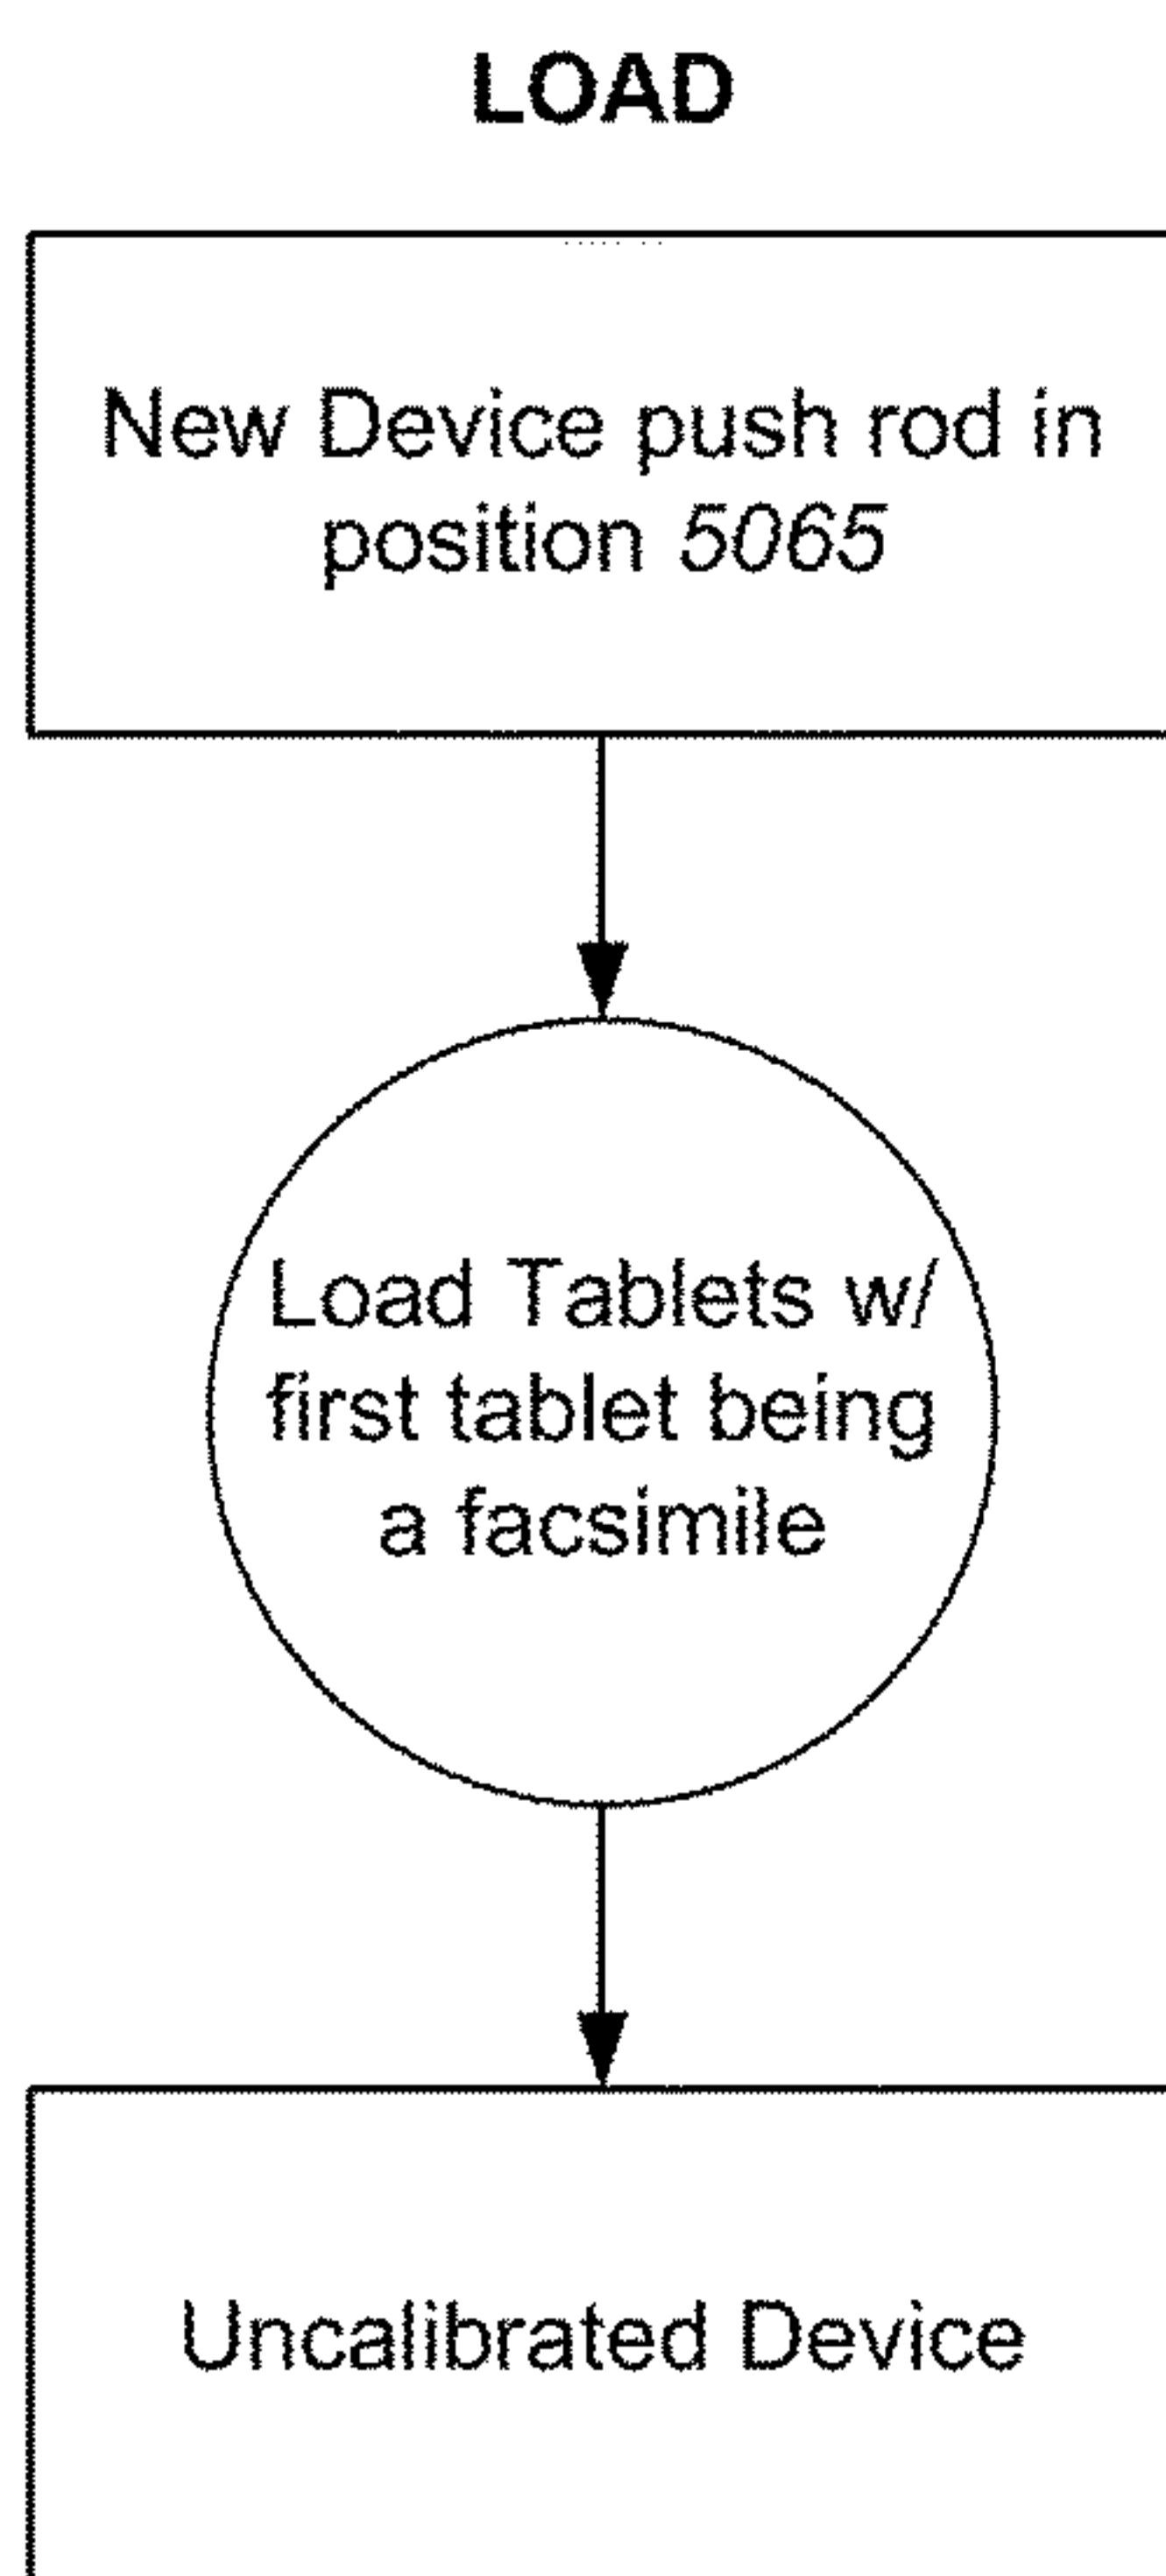 LOAD
New Device push rod in
position 5065
Load Tablets w/
first tablet being
a facsimile
Uncalibrated Device